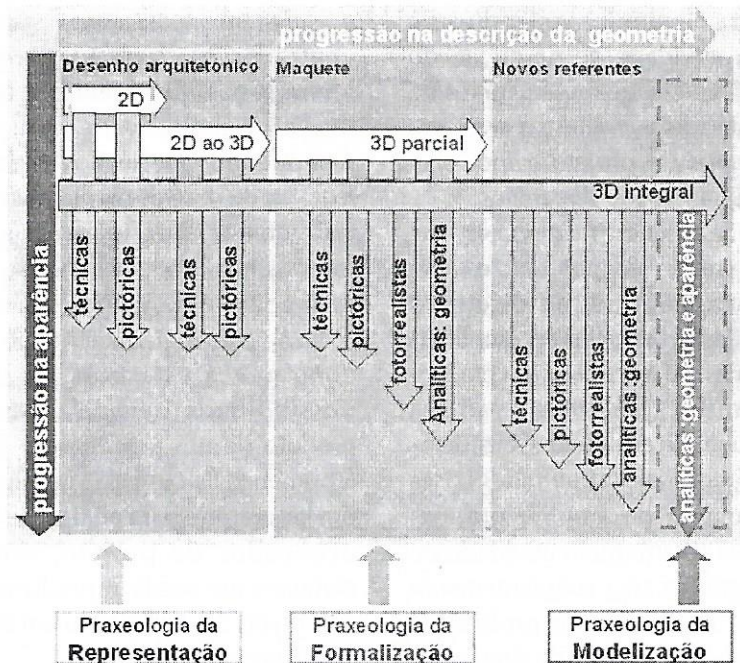 progressão na descrição da geometria
Desenho arquitetônico
Maquete
Novos referentes
2D
2D ao 3D
3D parcial
3D integral
progressão na aparência
técnicas
pictóricas
técnicas
pictóricas
técnicas
pictóricas
fotorrealistas
Analíticas: geometria
técnicas
pictóricas
fotorrealistas
analíticas :geometria
analíticas :geometria e aparência
Praxeologia da
Representação
Praxeologia da
Formalização
Praxeologia da
Modelização